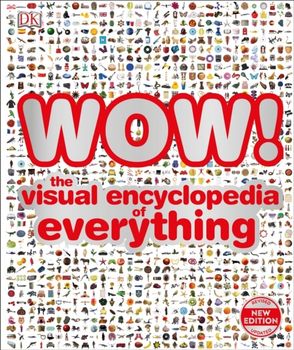 DK
WOW!
the
visual encyclopedia
of
everything
REVISED
NEW
EDITION
UPDATED